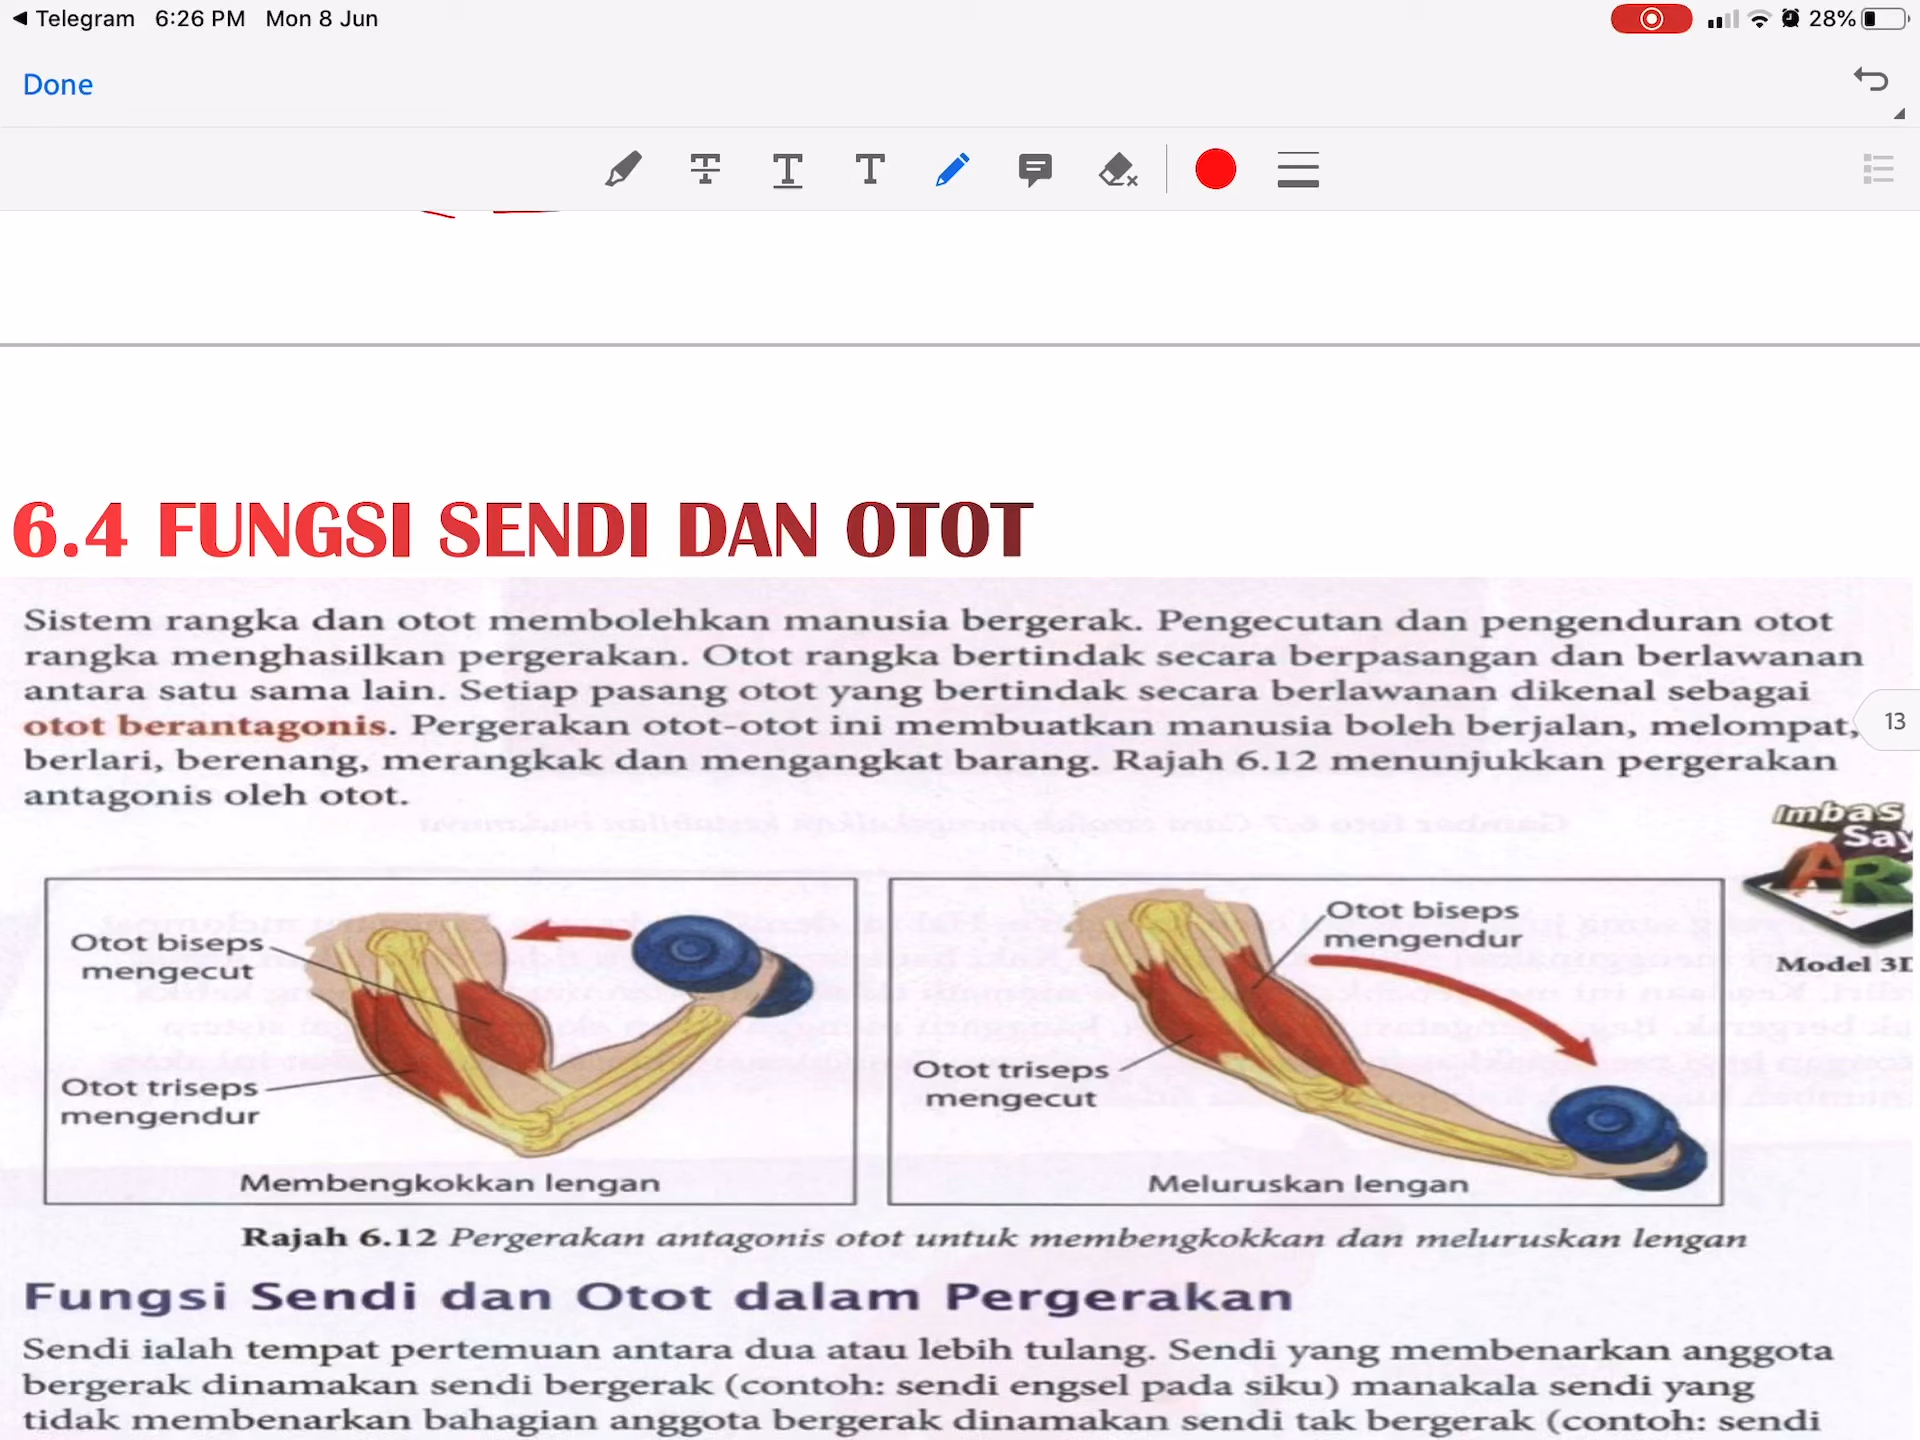 Telegram 6:26 PM Mon 8 Jun 28%
Done
6.4 FUNGSI SENDI DAN OTOT
Sistem rangka dan otot membolehkan manusia bergerak. Pengecutan dan pengenduran otot
rangka menghasilkan pergerakan. Otot rangka bertindak secara berpasangan dan berlawanan
antara satu sama lain. Setiap pasang otot yang bertindak secara berlawanan dikenal sebagai
otot berantagonis. Pergerakan otot-otot ini membuatkan manusia boleh berjalan, melompat,
berlari, berenang, merangkak dan mengangkat barang. Rajah 6.12 menunjukkan pergerakan
antagonis oleh otot.
13
Imbas
Say
AR
Model 3D
Otot biseps
mengecut
Otot triseps
mengendur
Membengkokkan lengan
Otot biseps
mengendur
Otot triseps
mengecut
Meluruskan lengan
Rajah 6.12 Pergerakan antagonis otot untuk membengkokkan dan meluruskan lengan
Fungsi Sendi dan Otot dalam Pergerakan
Sendi ialah tempat pertemuan antara dua atau lebih tulang. Sendi yang membenarkan anggota
bergerak dinamakan sendi bergerak (contoh: sendi engsel pada siku) manakala sendi yang
tidak membenarkan bahagian anggota bergerak dinamakan sendi tak bergerak (contoh: sendi